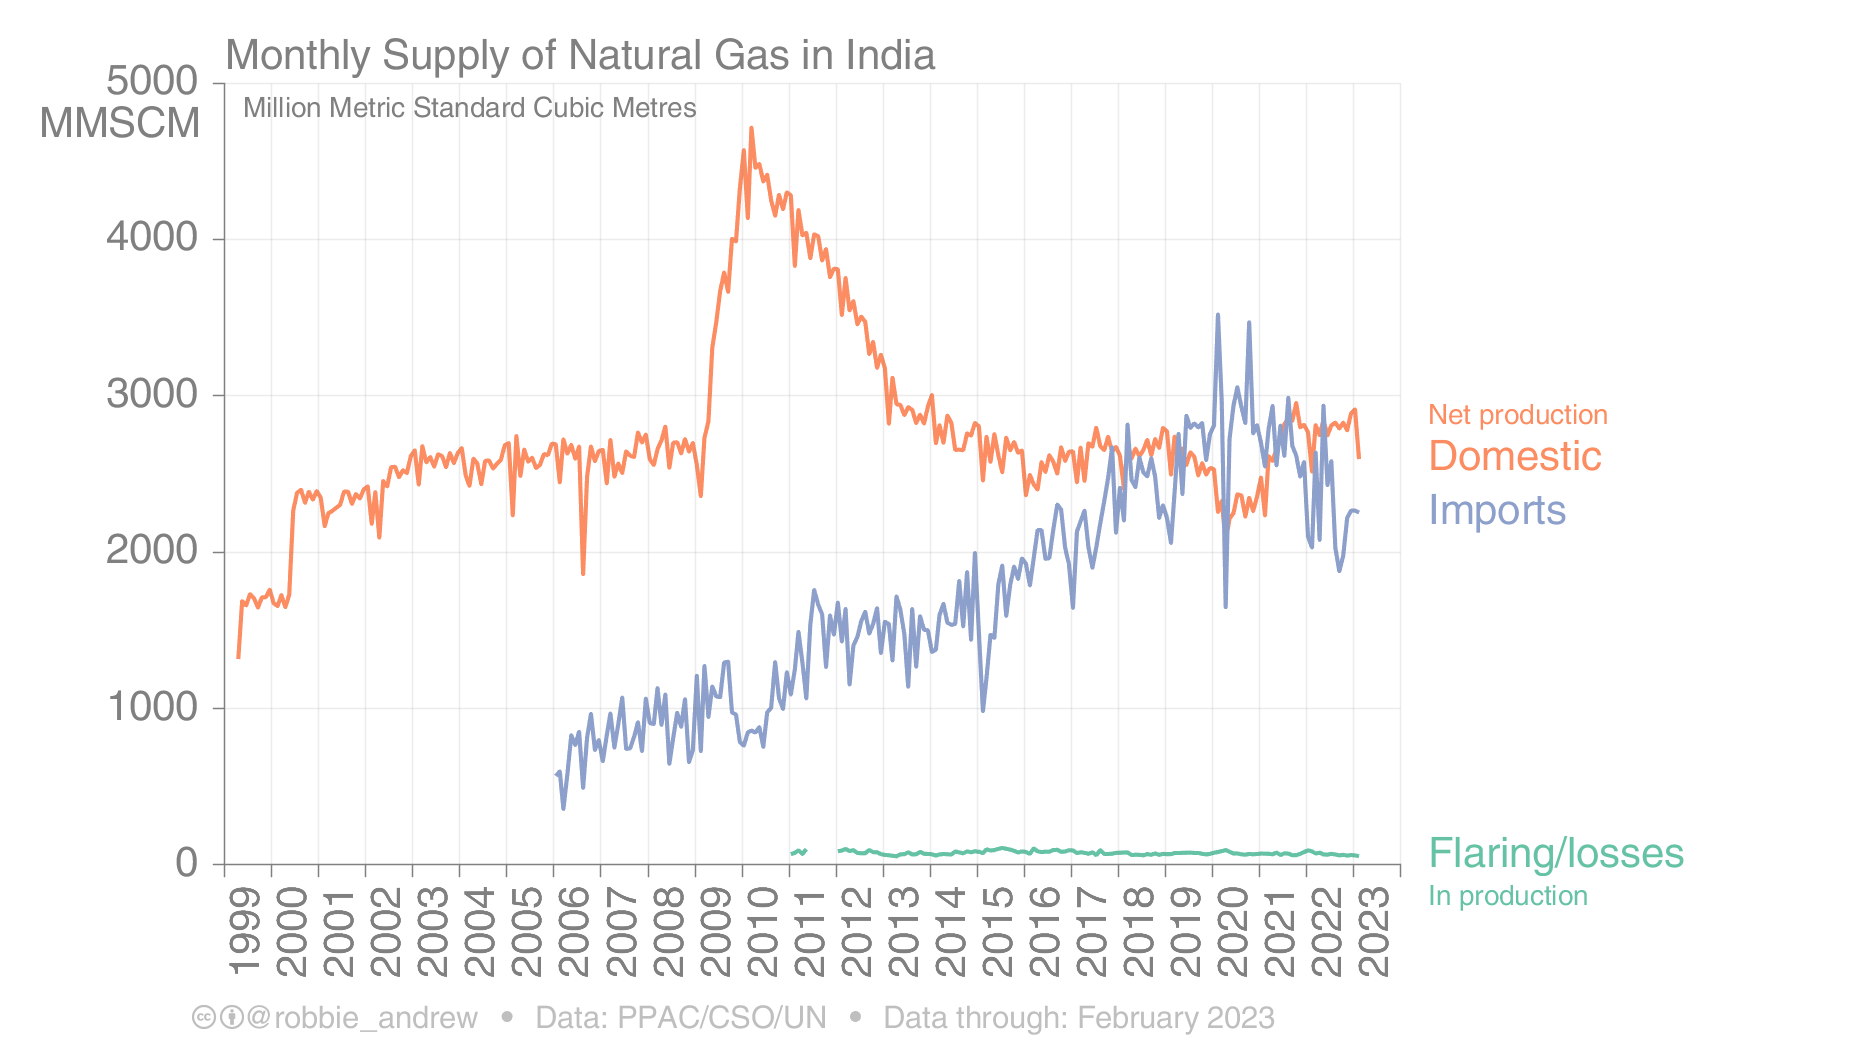 Monthly Supply of Natural Gas in India
5000
MMSCM
Million Metric Standard Cubic Metres
4000
3000
2000
1000
0
Net production
Domestic
Imports
Flaring/losses
In production
1999 2000 2001 2002 2003 2004 2005 2006 2007 2008 2009 2010 2011 2012 2013 2014 2015 2016 2017 2018 2019 2020 2021 2022 2023
cc @robbie_andrew • Data: PPAC/CSO/UN • Data through: February 2023